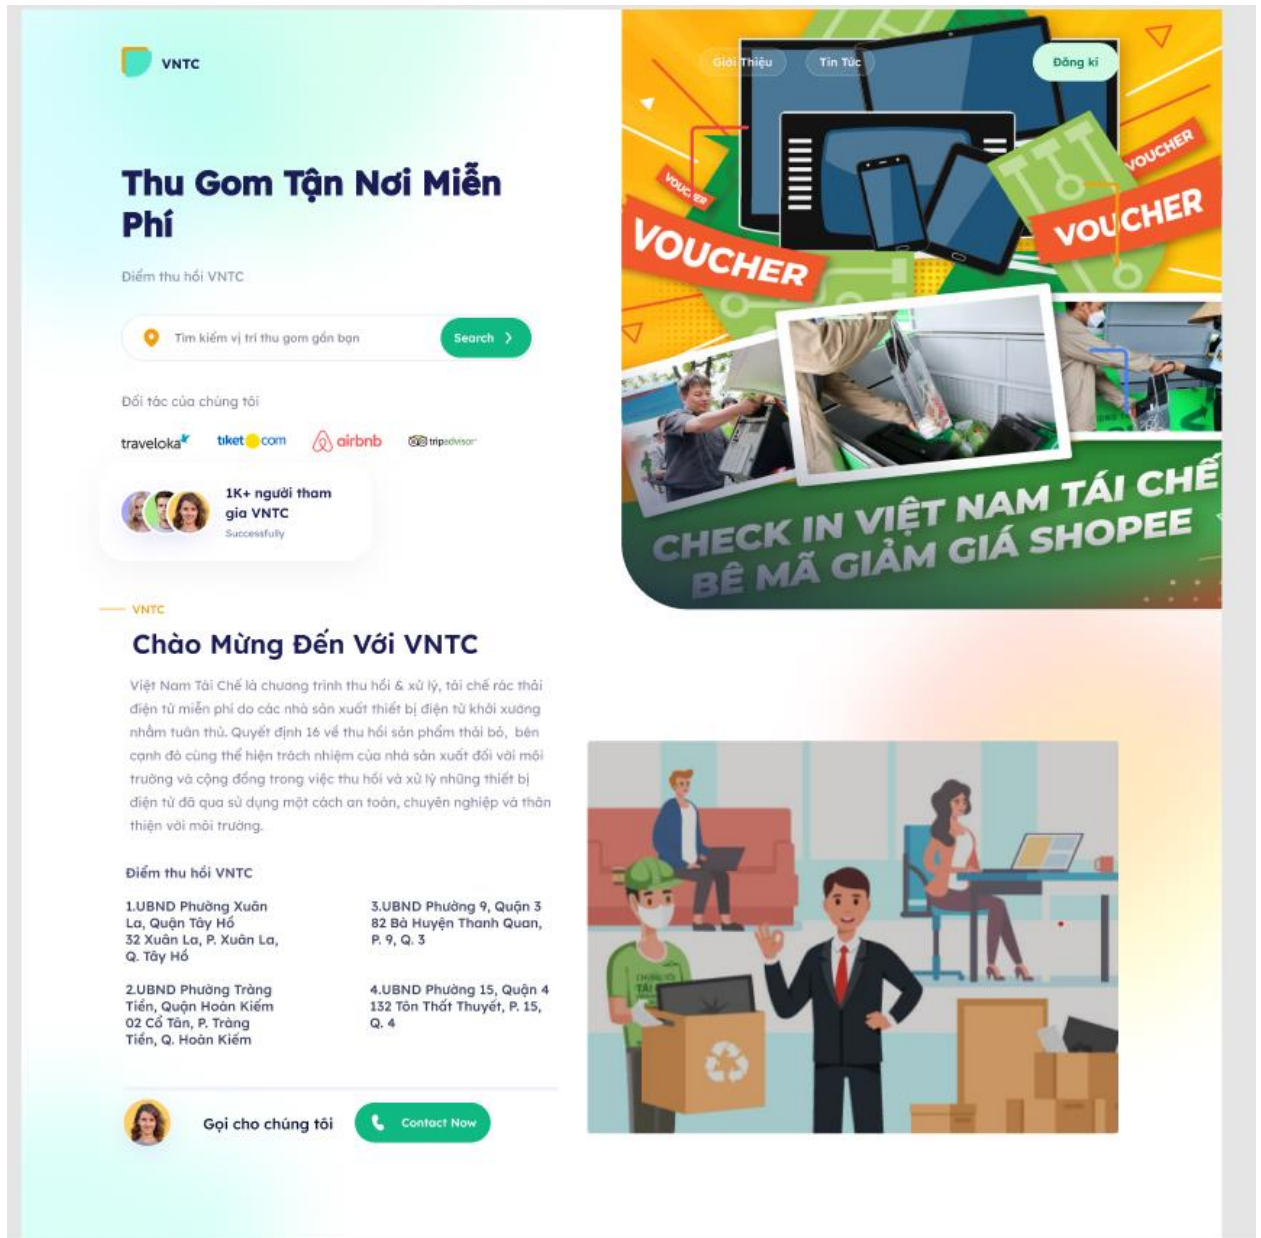 VNTC
Giới Thiệu
Tin Tức
Đăng kí
Thu Gom Tận Nơi Miễn
Phí
Điểm thu hồi VNTC
Tìm kiếm vị trí thu gom gần bạn
Search
Đối tác của chúng tôi
traveloka
tiket com
airbnb
tripadvisor
1K+ người tham
gia VNTC
Successfully
VOUCHER
VOUCHER
VOUCHER
VOUCHER
CHECK IN VIỆT NAM TÁI CHẾ
BÊ MÃ GIẢM GIÁ SHOPEE
VNTC
Chào Mừng Đến Với VNTC
Việt Nam Tái Chế là chương trình thu hồi & xử lý, tái chế rác thải
điện tử miễn phí do các nhà sản xuất thiết bị điện tử khởi xướng
nhằm tuân thủ. Quyết định 16 về thu hồi sản phẩm thải bỏ, bên
cạnh đó cũng thể hiện trách nhiệm của nhà sản xuất đối với môi
trường và cộng đồng trong việc thu hồi và xử lý những thiết bị
điện tử đã qua sử dụng một cách an toàn, chuyên nghiệp và thân
thiện với môi trường.
Điểm thu hồi VNTC
1.UBND Phường Xuân
La, Quận Tây Hồ
32 Xuân La, P. Xuân La,
Q. Tây Hồ
2.UBND Phường Tràng
Tiền, Quận Hoàn Kiếm
02 Cổ Tân, P. Tràng
Tiền, Q. Hoàn Kiếm
3.UBND Phường 9, Quận 3
82 Bà Huyện Thanh Quan,
P. 9, Q. 3
4.UBND Phường 15, Quận 4
132 Tôn Thất Thuyết, P. 15,
Q. 4
Gọi cho chúng tôi
Contact Now